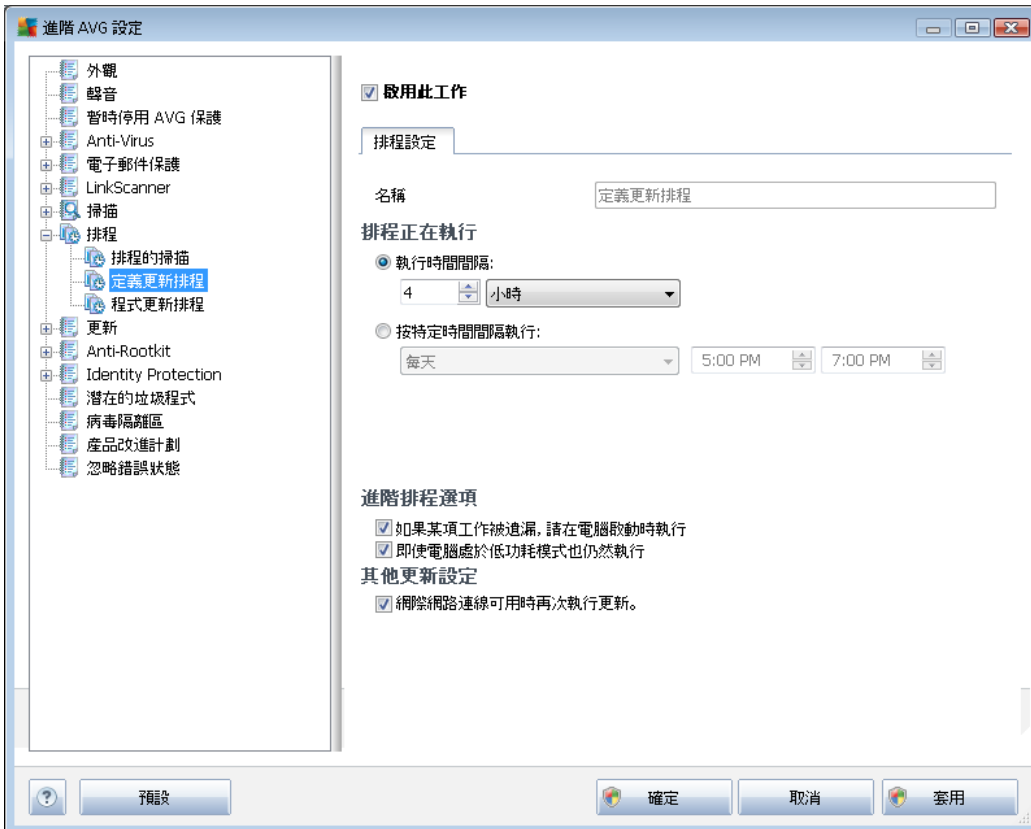 進階 AVG 設定
外觀
聲音
暫時停用 AVG 保護
Anti-Virus
電子郵件保護
LinkScanner
掃描
排程
排程的掃描
定義更新排程
程式更新排程
更新
Anti-Rootkit
Identity Protection
潛在的垃圾程式
病毒隔離區
產品改進計劃
忽略錯誤狀態
啟用此工作
排程設定
名稱 定義更新排程
排程正在執行
執行時間間隔:
4 小時
按特定時間間隔執行:
每天 5:00 PM 7:00 PM
進階排程選項
如果某項工作被遺漏,請在電腦啟動時執行
即使電腦處於低功耗模式也仍然執行
其他更新設定
網際網路連線可用時再次執行更新。
? 預設 確定 取消 套用